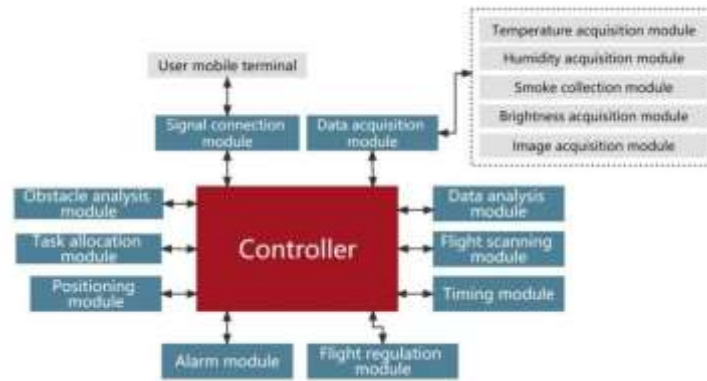 Temperature acquisition module
Humidity acquisition module
Smoke collection module
Brightness acquisition module
Image acquisition module
User mobile terminal
Signal connection
module
Data acquisition
module
Obstacle analysis
module
Task allocation
module
Positioning
module
Controller
Data analysis
module
Flight scanning
module
Timing module
Alarm module
Flight regulation
module